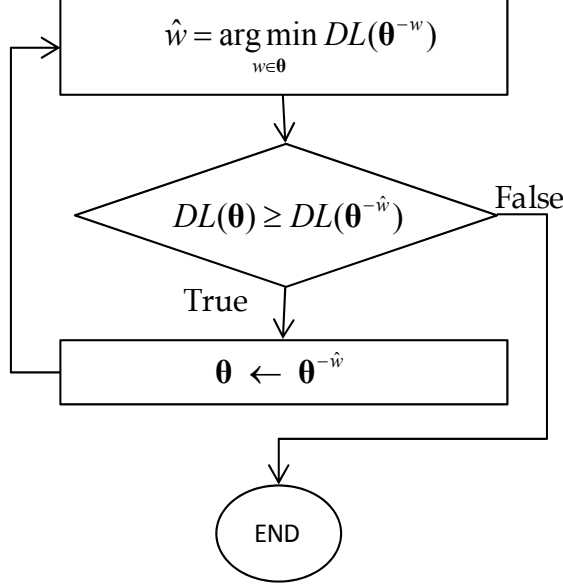 ŵ = arg min DL(θ⁻ʷ)
w∈θ
DL(θ) ≥ DL(θ^{-ŵ})
False
True
θ ← θ^{-ŵ}
END